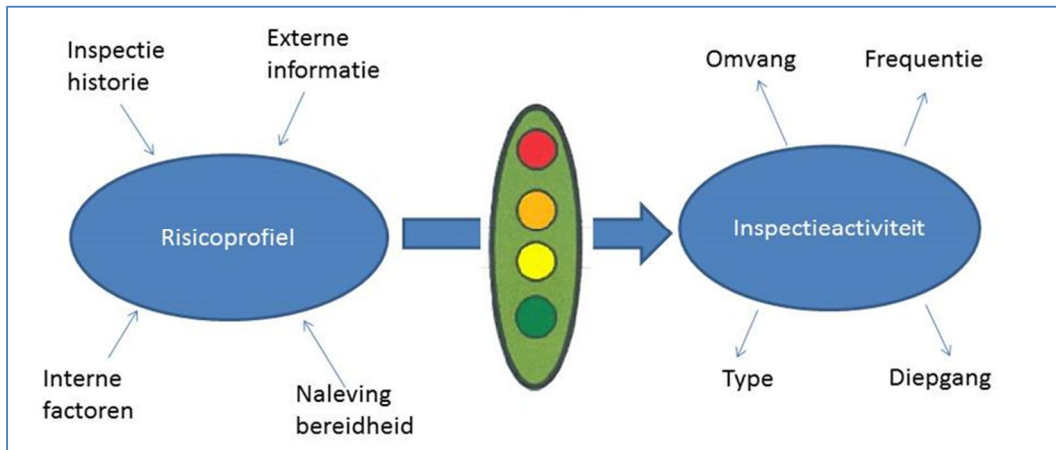 Inspectie
historie
Externe
informatie
Omvang
Frequentie
Risicoprofiel
Inspectieactiviteit
Interne
factoren
Naleving
bereidheid
Type
Diepgang